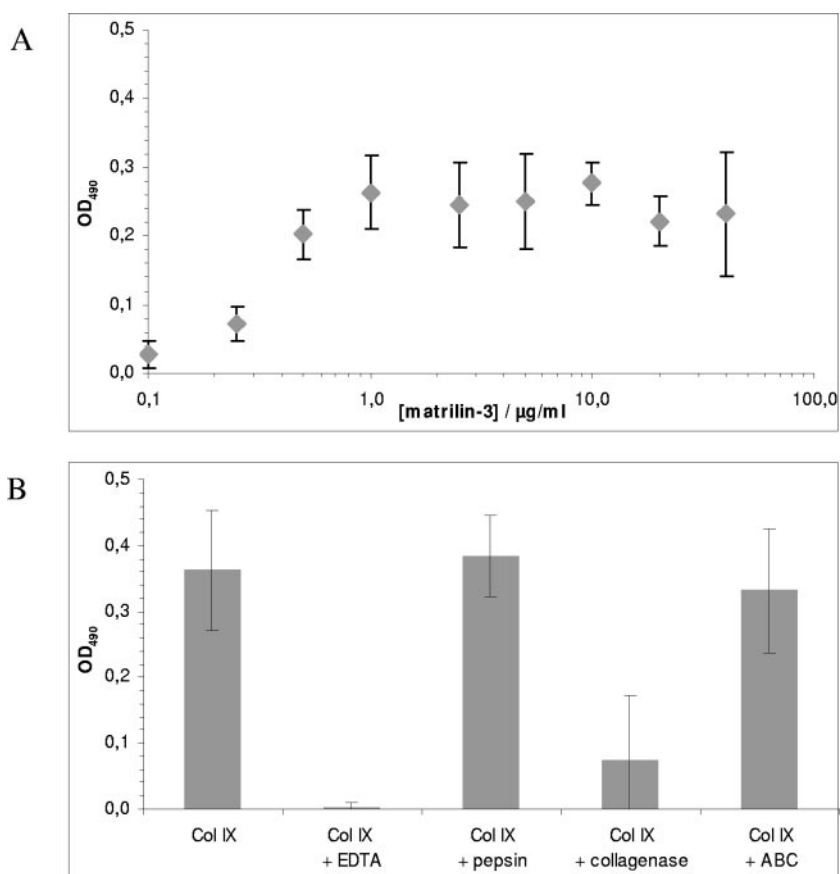 A
0,5
0,4
0,3
0,2
0,1
0,0
OD490
0,1 1,0 10,0 100,0
[matrilin-3] / µg/ml
B
0,5
0,4
0,3
0,2
0,1
0,0
OD490
Col IX Col IX Col IX Col IX Col IX
+ EDTA + pepsin + collagenase + ABC